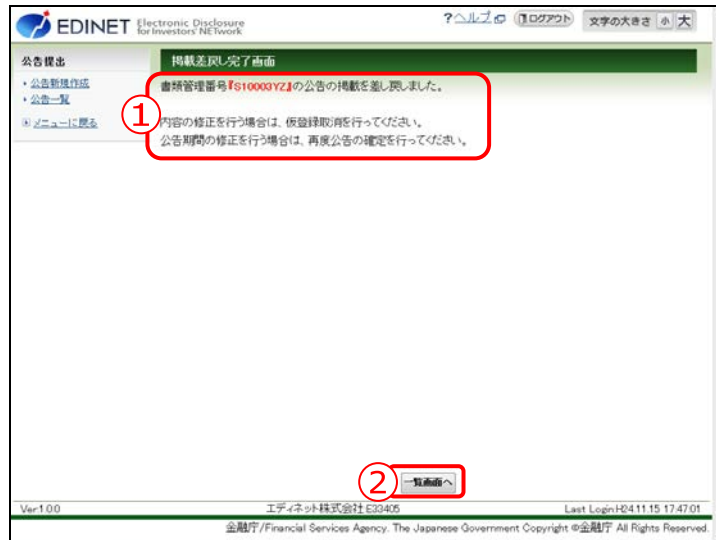 EDINET Electronic Disclosure for Investors' NETwork
?ヘルプ ログアウト 文字の大きさ 小 大
公告提出
・公告新規作成
・公告一覧
メニューに戻る
掲載差戻し完了画面
①
書類管理番号『S10003YZ』の公告の掲載を差し戻しました。
内容の修正を行う場合は、仮登録取消を行ってください。
公告期間の修正を行う場合は、再度公告の確定を行ってください。
② 一覧画面へ
Ver1.0.0 エディネット株式会社 E33405 Last Login:H24.11.15 17:47:01
金融庁/Financial Services Agency. The Japanese Government Copyright ©金融庁 All Rights Reserved.